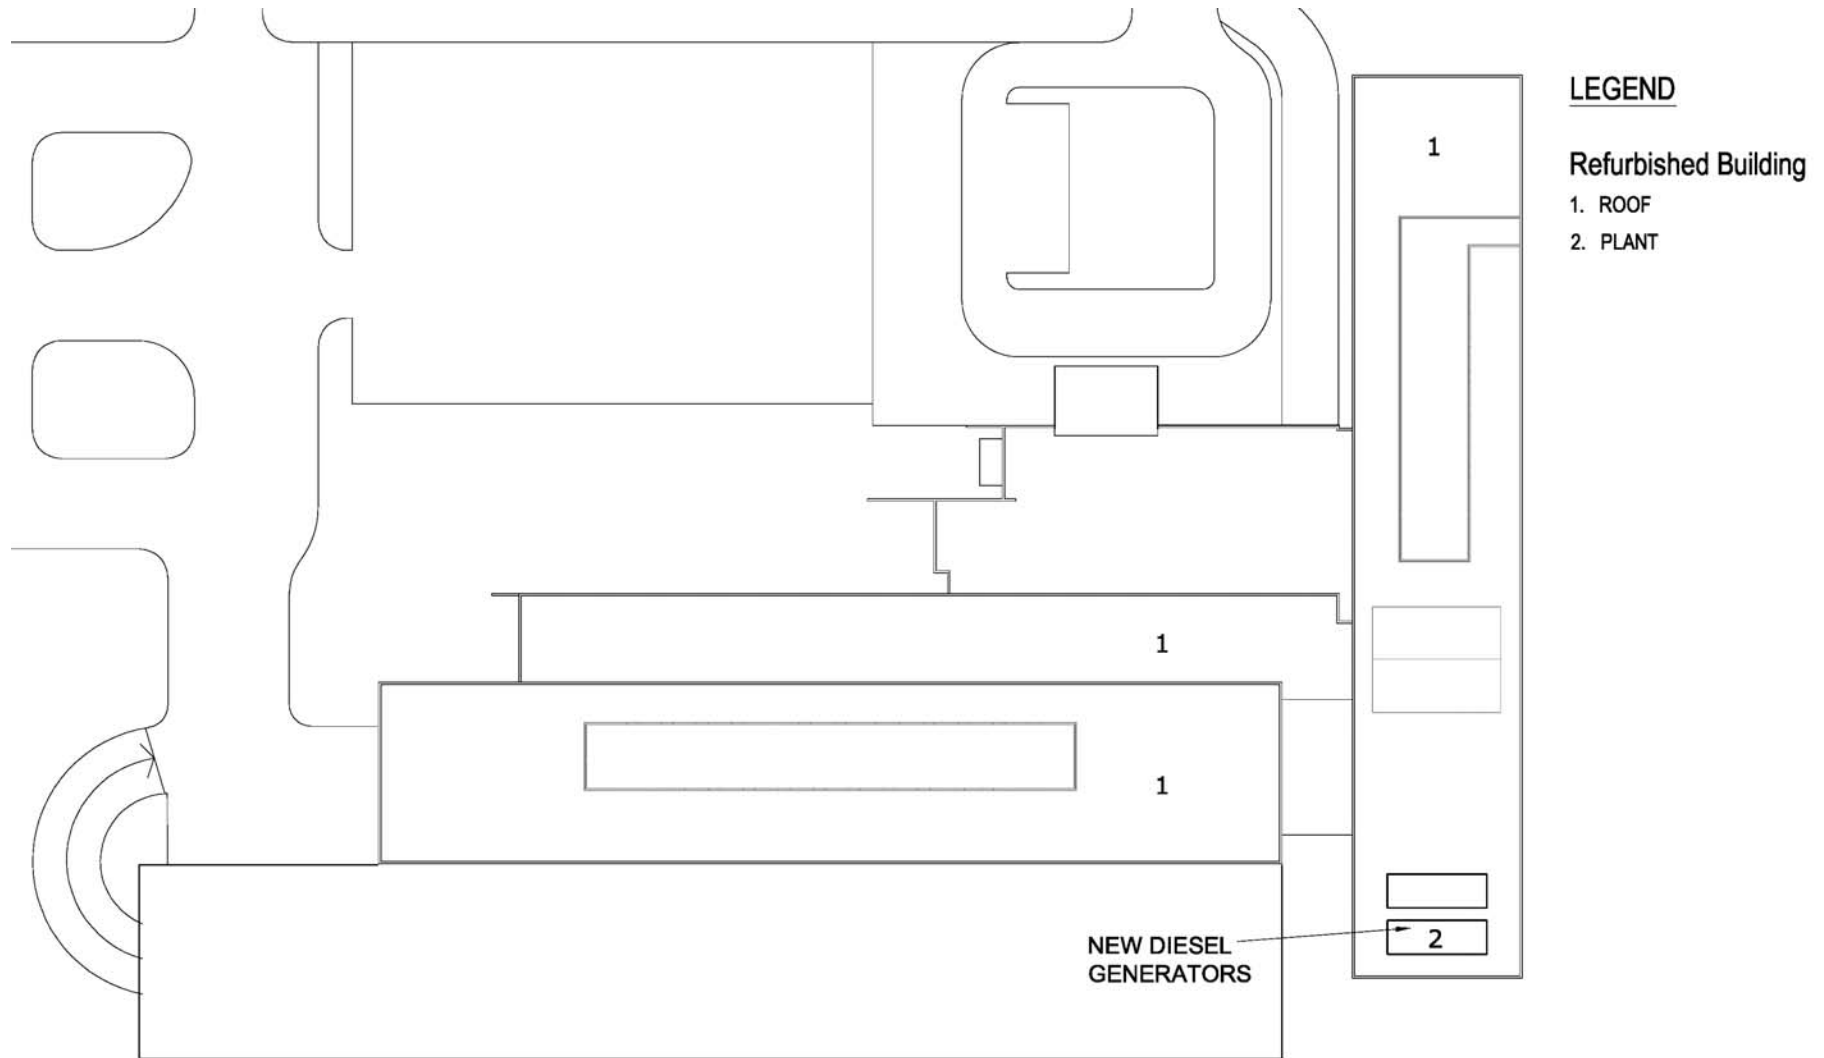 LEGEND
1
Refurbished Building
1. ROOF
2. PLANT
1
1
NEW DIESEL
GENERATORS
2